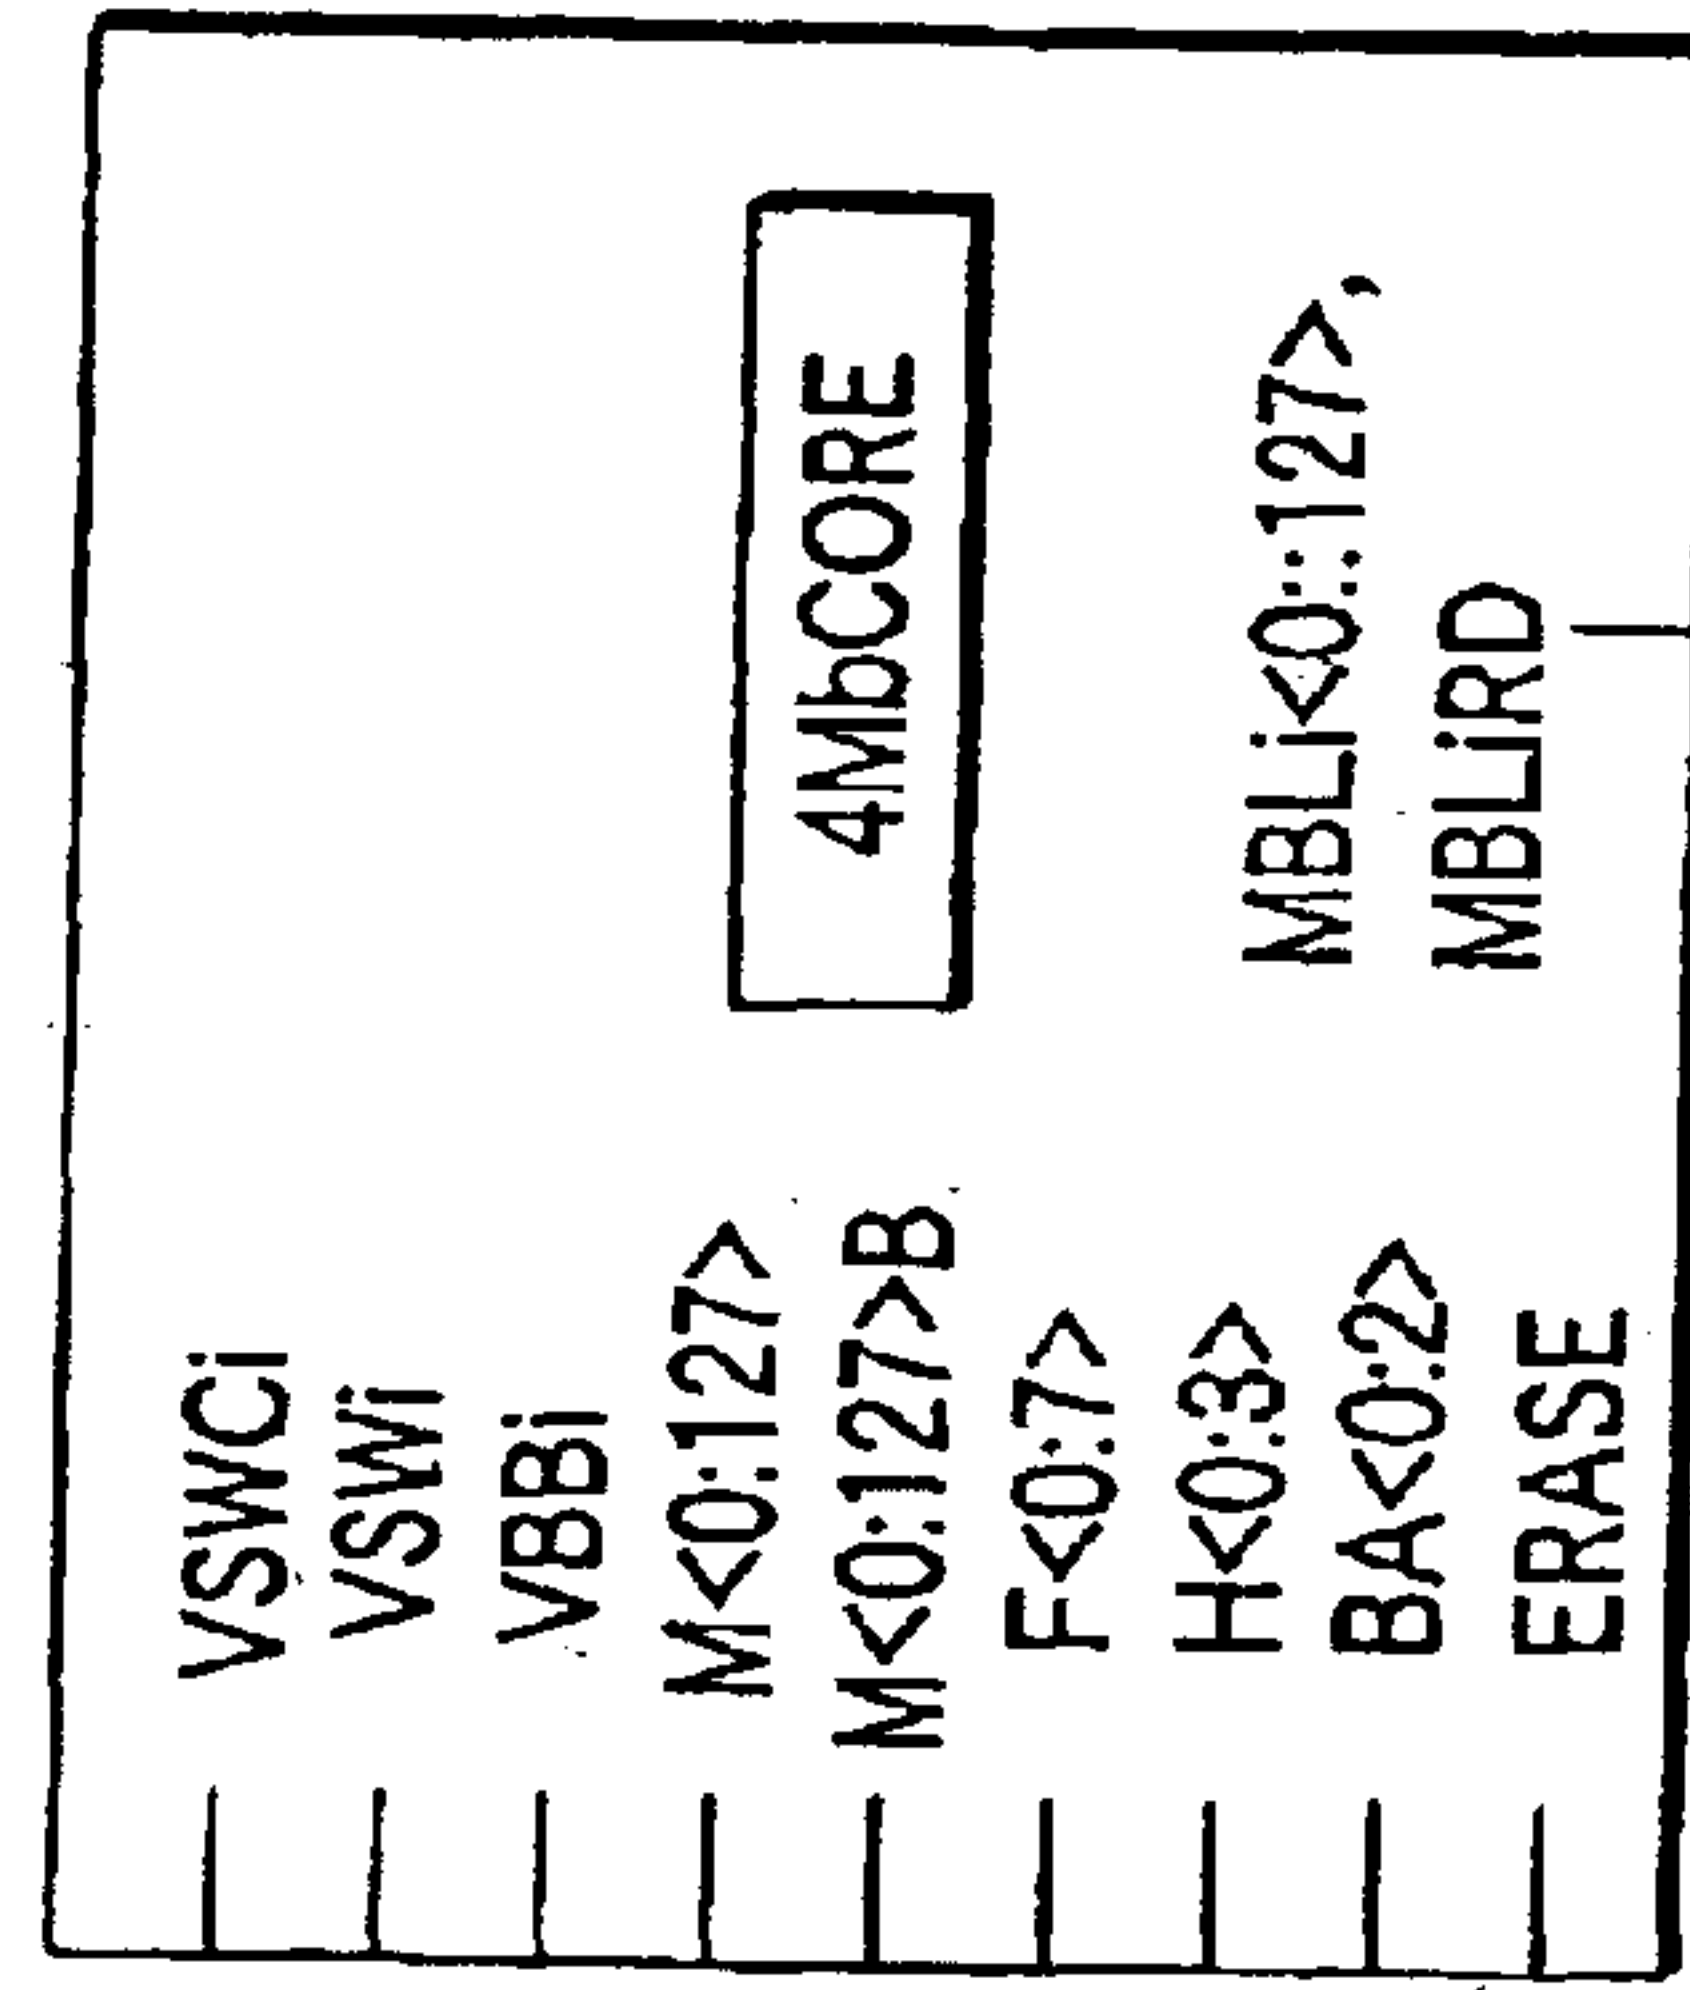 VSWCi
VSWi
VBBi
M<0:127>
M<0:127>B
F<0:7>
H<0:3>
BA<0:2>
ERASE
4MbCORE
MBLi<0::127>,
MBLiRD